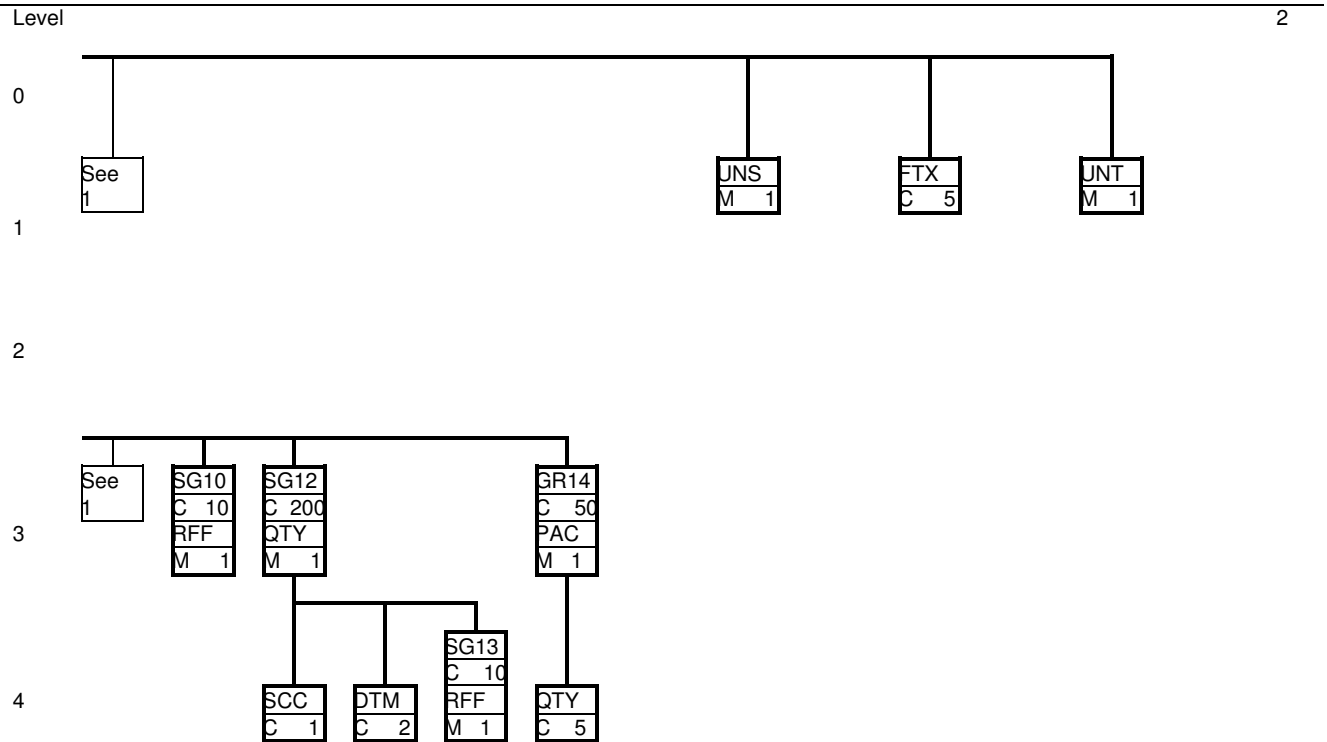 Level 2
0
See UNS FTX UNT
1 M 1 C 5 M 1
1
2
See SG10 SG12 GR14
1 C 10 C 200 C 50
3 RFF QTY PAC
M 1 M 1 M 1
SG13
C 10
4 SCC DTM RFF QTY
C 1 C 2 M 1 C 5